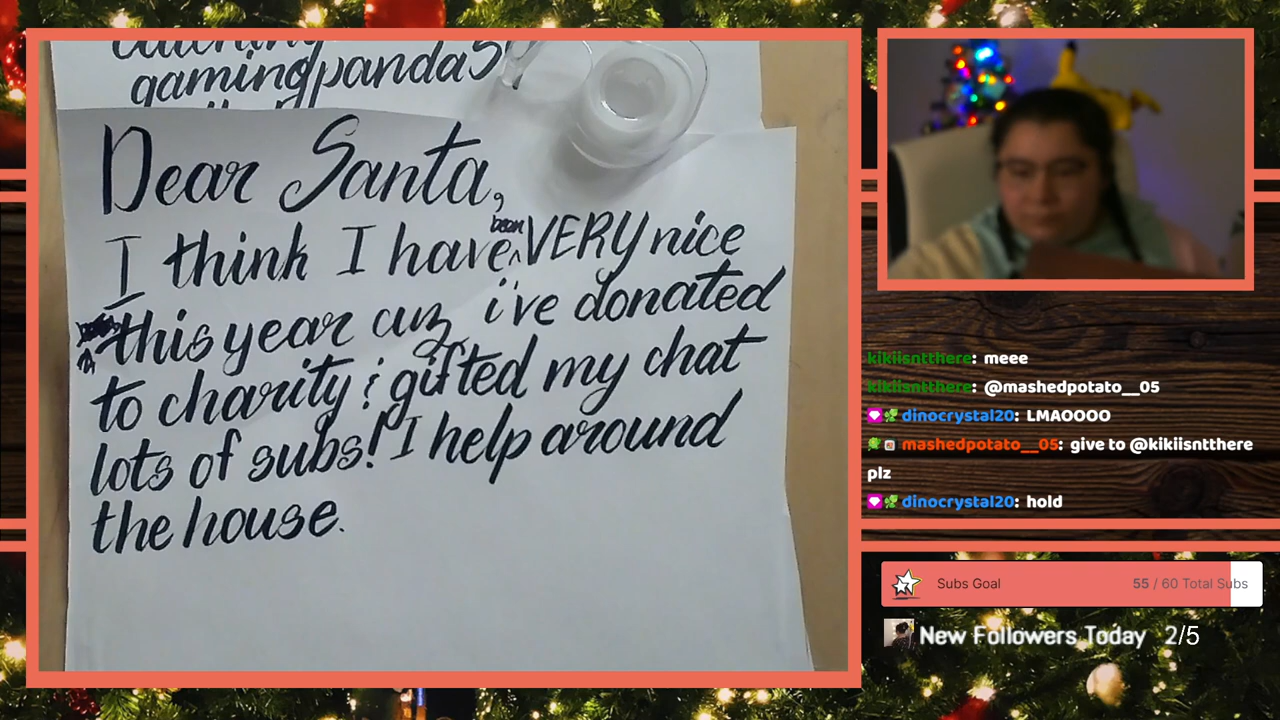 catching
gamingpanda5!
Dear Santa,
I think I have been VERY nice
this year cuz i've donated
to charity & gifted my chat
lots of subs! I help around
the house.
kikiisntthere: meee
kikiisntthere: @mashedpotato__05
dinocrystal20: LMAOOOO
mashedpotato__05: give to @kikiisntthere
plz
dinocrystal20: hold
Subs Goal 55 / 60 Total Subs
New Followers Today 2/5